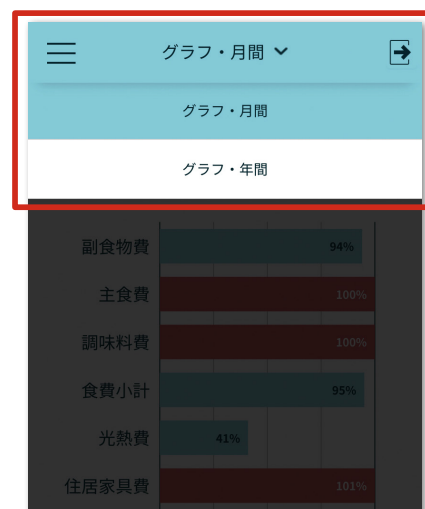 グラフ・月間
グラフ・月間
グラフ・年間
副食物費 94%
主食費 100%
調味料費 100%
食費小計 95%
光熱費 41%
住居家具費 101%